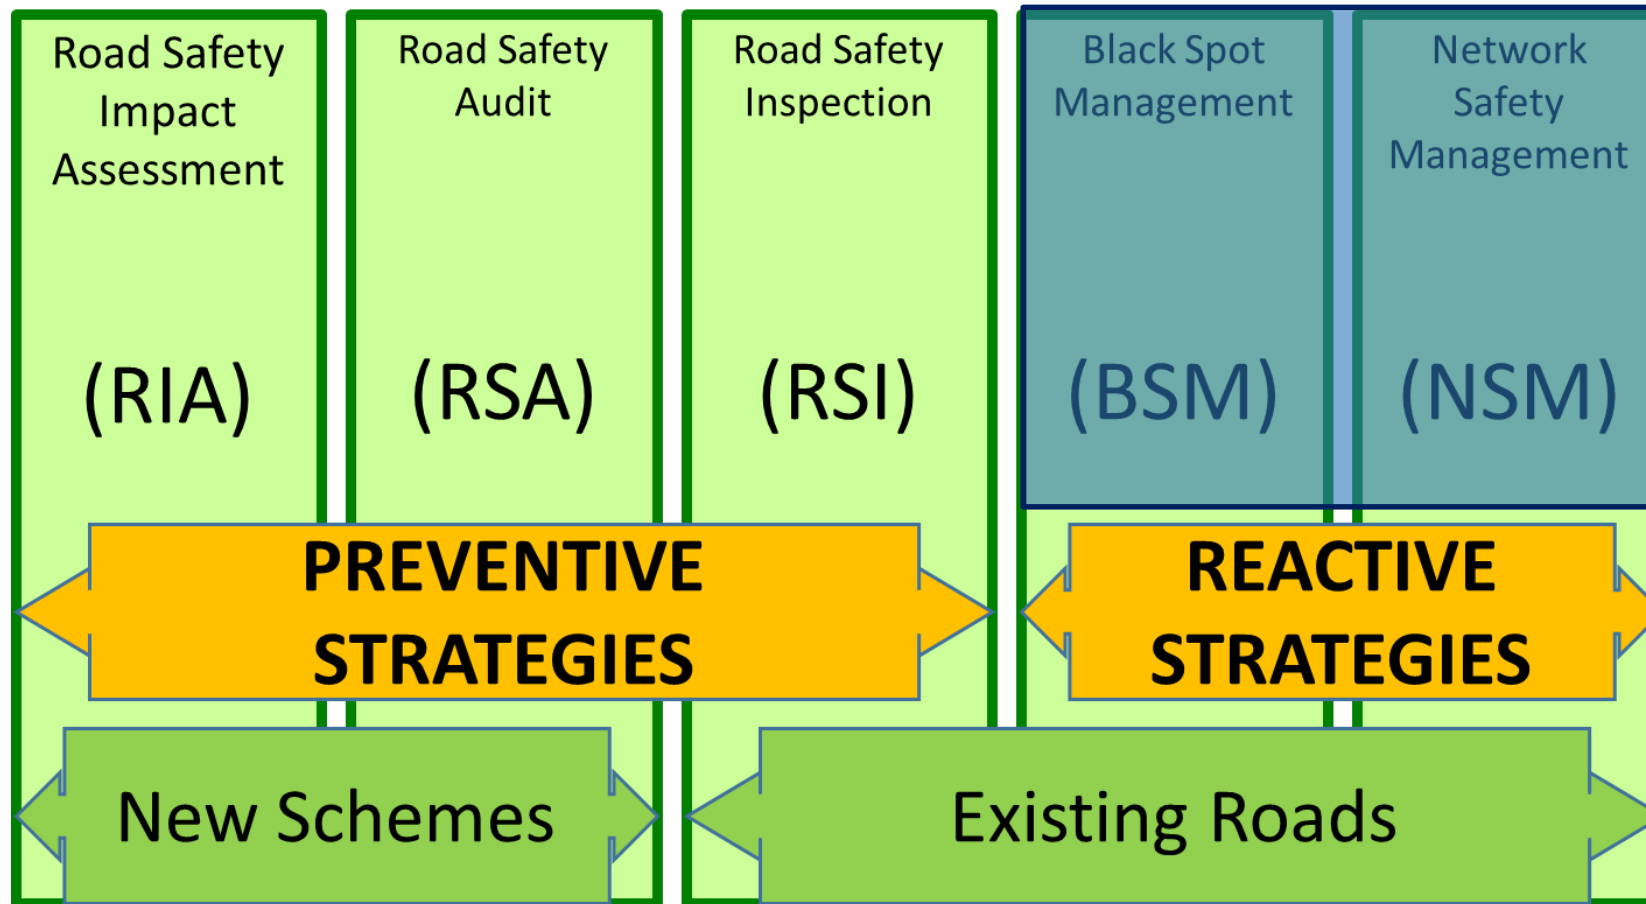 Road Safety
Impact
Assessment
(RIA)
Road Safety
Audit
(RSA)
Road Safety
Inspection
(RSI)
Black Spot
Management
(BSM)
Network
Safety
Management
(NSM)
PREVENTIVE
STRATEGIES
REACTIVE
STRATEGIES
New Schemes
Existing Roads